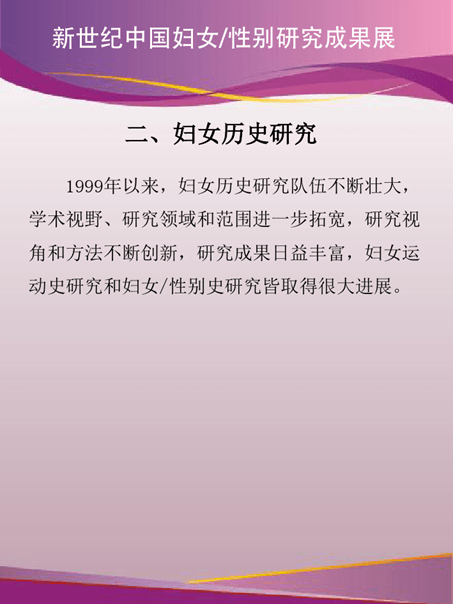 新世纪中国妇女/性别研究成果展
二、妇女历史研究
1999年以来，妇女历史研究队伍不断壮大，
学术视野、研究领域和范围进一步拓宽，研究视
角和方法不断创新，研究成果日益丰富，妇女运
动史研究和妇女/性别史研究皆取得很大进展。